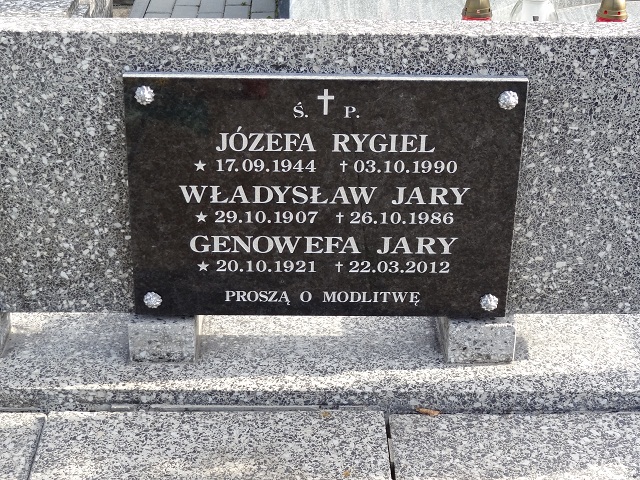 Ś. P.
JÓZEFA RYGIEL
★ 17.09.1944 ✝ 03.10.1990
WŁADYSŁAW JARY
★ 29.10.1907 ✝ 26.10.1986
GENOWEFA JARY
★ 20.10.1921 ✝ 22.03.2012
PROSZĄ O MODLITWĘ